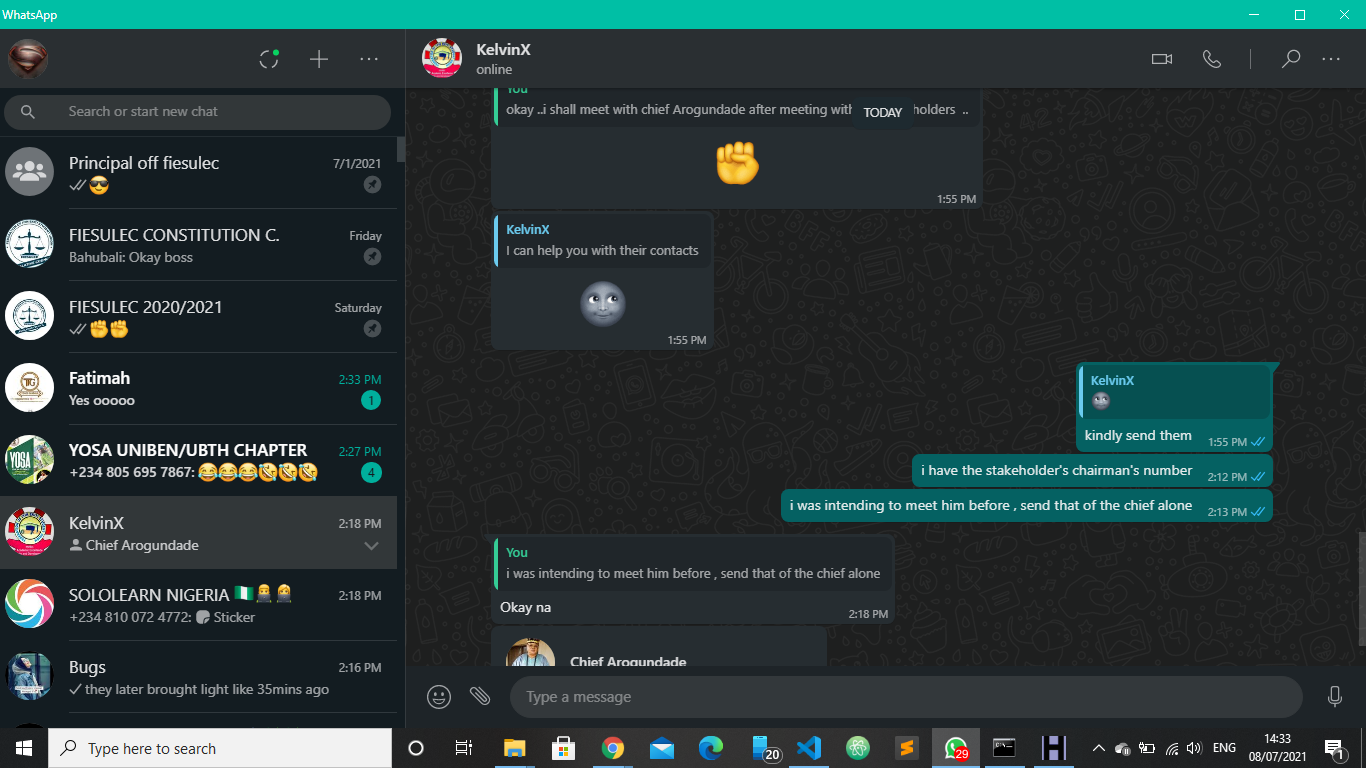 WhatsApp
Search or start new chat
Principal off fiesulec
7/1/2021
😎
FIESULEC CONSTITUTION C.
Friday
Bahubali: Okay boss
FIESULEC 2020/2021
Saturday
✊✊
Fatimah
2:33 PM
Yes ooooo
1
YOSA UNIBEN/UBTH CHAPTER
2:27 PM
+234 805 695 7867: 😂😂😂🤣🤣🤣
4
KelvinX
2:18 PM
Chief Arogundade
SOLOLEARN NIGERIA 🇳🇬👨‍💻👩‍💻
2:18 PM
+234 810 072 4772: Sticker
Bugs
2:16 PM
they later brought light like 35mins ago
KelvinX
online
You
okay ..i shall meet with chief Arogundade after meeting with
holders ..
TODAY
✊
1:55 PM
KelvinX
I can help you with their contacts
🌚
1:55 PM
KelvinX
🌚
kindly send them
1:55 PM
i have the stakeholder's chairman's number
2:12 PM
i was intending to meet him before , send that of the chief alone
2:13 PM
You
i was intending to meet him before , send that of the chief alone
Okay na
2:18 PM
Chief Arogundade
Type a message
Type here to search
20
29
ENG
14:33
08/07/2021
1